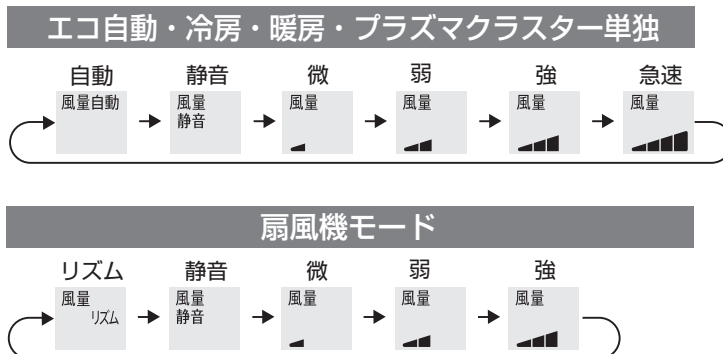 エコ自動・冷房・暖房・プラズマクラスター単独
自動 静音 微 弱 強 急速
風量自動 風量 風量 風量 風量 風量
静音
扇風機モード
リズム 静音 微 弱 強
風量 風量 風量 風量 風量
リズム 静音